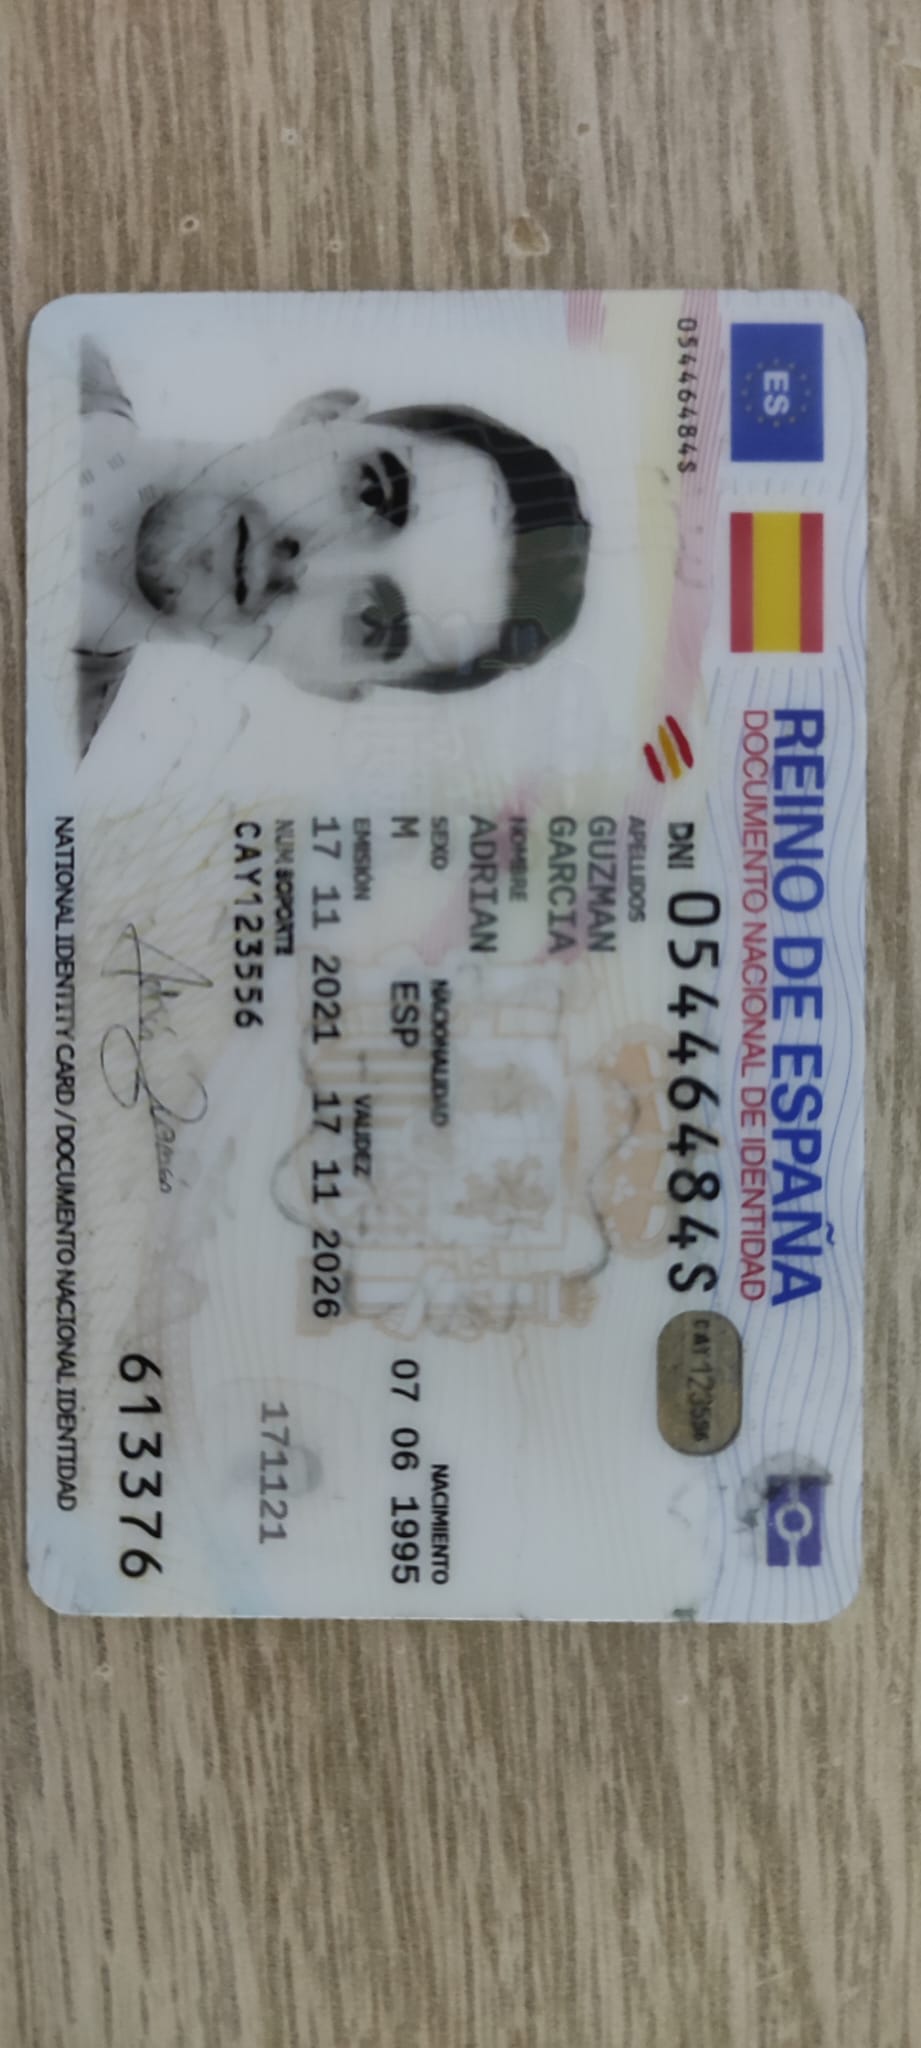 ES
REINO DE ESPAÑA
DOCUMENTO NACIONAL DE IDENTIDAD
05446484S
DNI 05446484S
APELLIDOS
GUZMAN
GARCIA
NOMBRE
ADRIAN
SEXO NACIONALIDAD NACIMIENTO
M ESP 07 06 1995
EMISIÓN VALIDEZ
17 11 2021 17 11 2026
NUM SOPORTE
CAY123556
171121
613376
NATIONAL IDENTITY CARD / DOCUMENTO NACIONAL IDENTIDAD